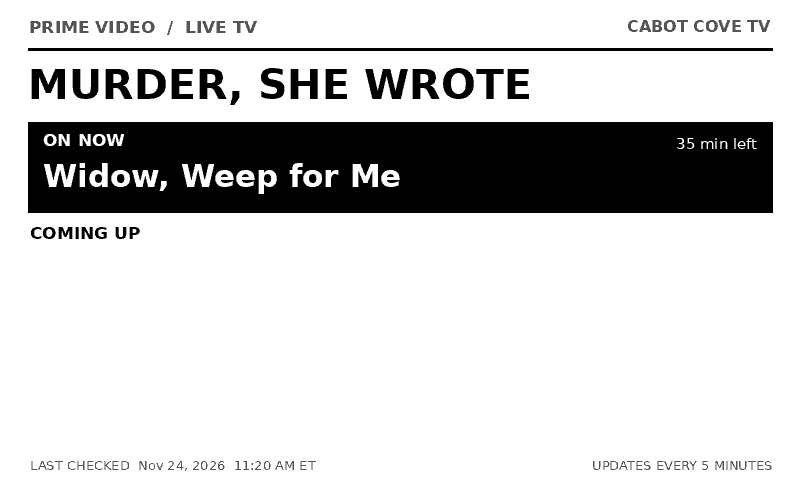 PRIME VIDEO / LIVE TV
CABOT COVE TV
MURDER, SHE WROTE
ON NOW
35 min left
Widow, Weep for Me
COMING UP
LAST CHECKED Nov 24, 2026 11:20 AM ET
UPDATES EVERY 5 MINUTES